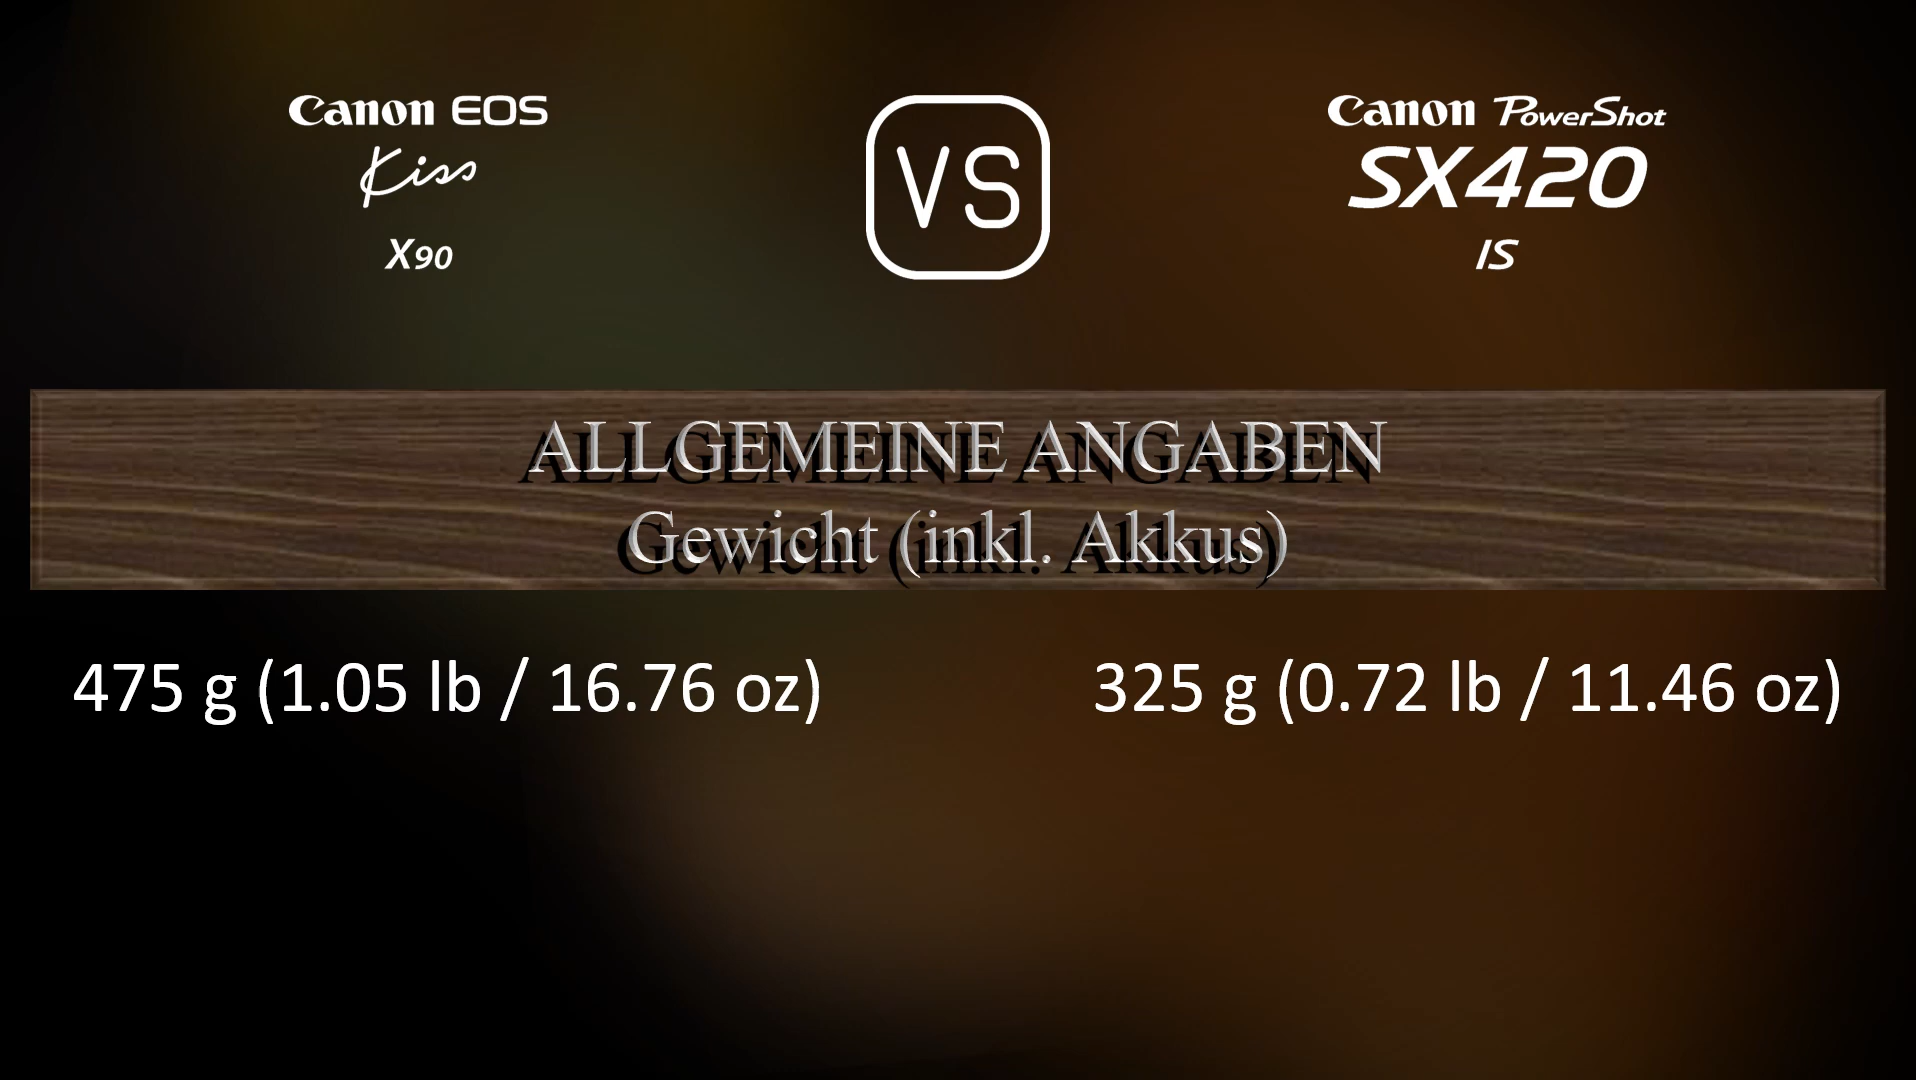 Canon EOS
Kiss
X90
VS
Canon PowerShot
SX420
IS
ALLGEMEINE ANGABEN
Gewicht (inkl. Akkus)
475 g (1.05 lb / 16.76 oz)
325 g (0.72 lb / 11.46 oz)